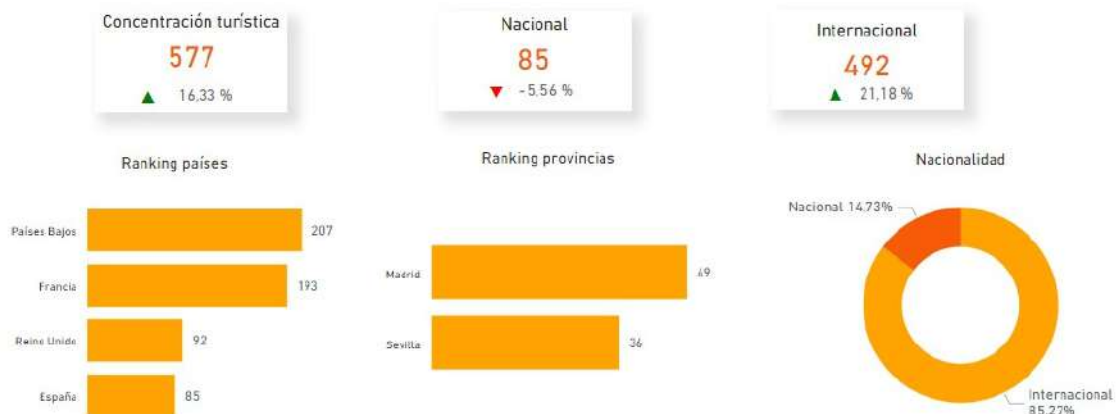 Concentración turística
577
16,33 %
Nacional
85
-5,56 %
Internacional
492
21,18 %
Ranking países
Países Bajos 207
Francia 193
Reino Unido 92
España 85
Ranking provincias
Madrid 49
Sevilla 36
Nacionalidad
Nacional 14,73%
Internacional
85,27%